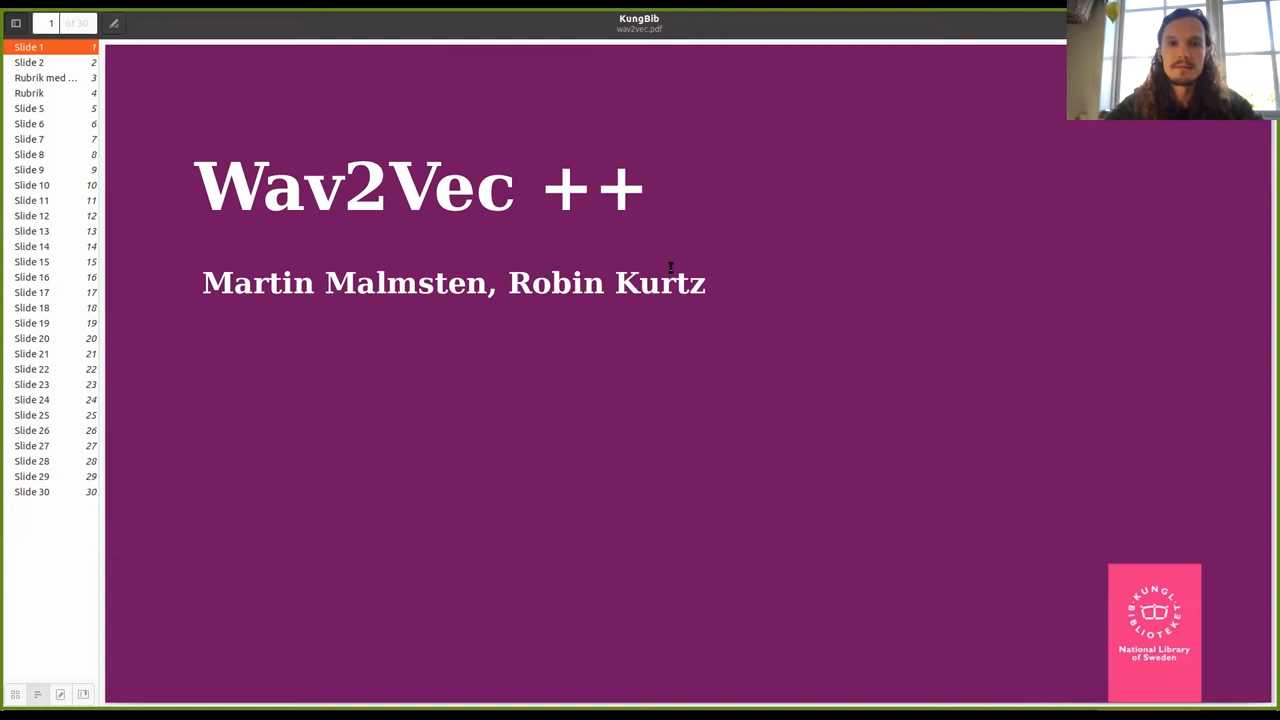 1 of 30
KungBib
wav2vec.pdf
Slide 1 1
Slide 2 2
Rubrik med ... 3
Rubrik 4
Slide 5 5
Slide 6 6
Slide 7 7
Slide 8 8
Slide 9 9
Slide 10 10
Slide 11 11
Slide 12 12
Slide 13 13
Slide 14 14
Slide 15 15
Slide 16 16
Slide 17 17
Slide 18 18
Slide 19 19
Slide 20 20
Slide 21 21
Slide 22 22
Slide 23 23
Slide 24 24
Slide 25 25
Slide 26 26
Slide 27 27
Slide 28 28
Slide 29 29
Slide 30 30
Wav2Vec ++
Martin Malmsten, Robin Kurtz
KUNGL·
BIBLIOTEKET·
National Library
of Sweden